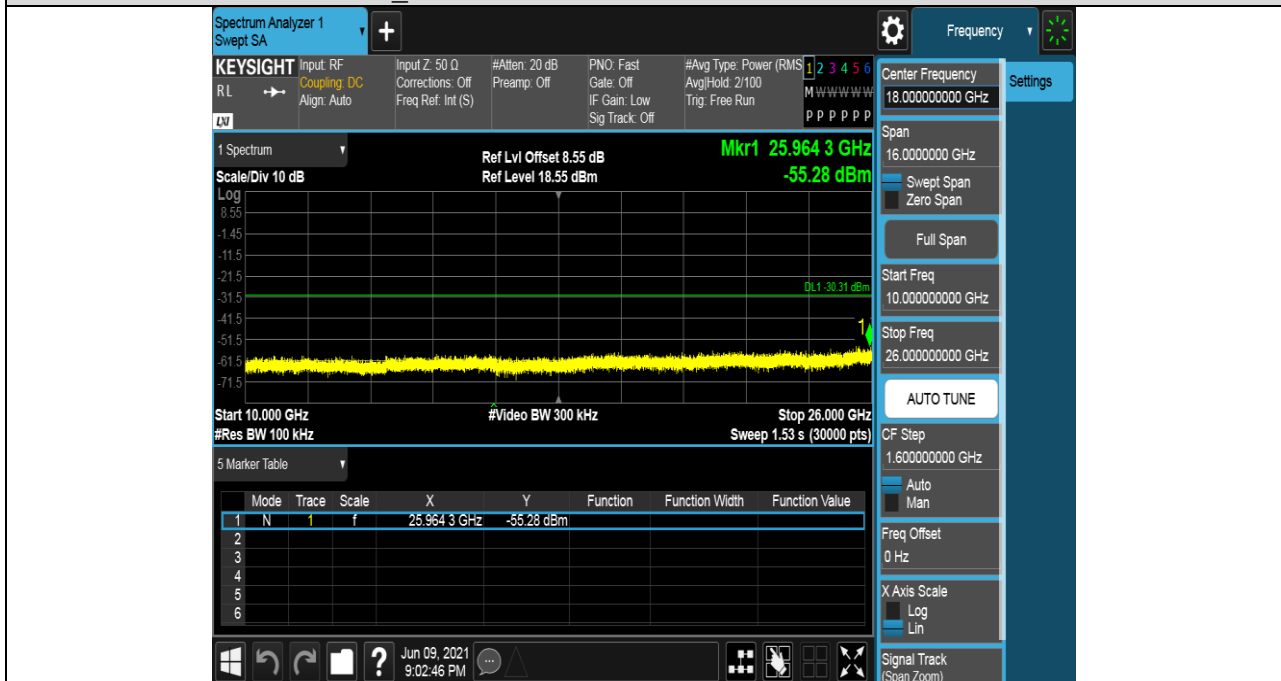 Spectrum Analyzer 1
Swept SA
+
Frequency
KEYSIGHT
RL
LXI
Input: RF
Coupling: DC
Align: Auto
Input Z: 50 Ω
Corrections: Off
Freq Ref: Int (S)
#Atten: 20 dB
Preamp: Off
PNO: Fast
Gate: Off
IF Gain: Low
Sig Track: Off
#Avg Type: Power (RMS
Avg|Hold: 2/100
Trig: Free Run
1 2 3 4 5 6
M W W W W W
P P P P P P
1 Spectrum
Scale/Div 10 dB
Ref Lvl Offset 8.55 dB
Ref Level 18.55 dBm
Mkr1 25.964 3 GHz
-55.28 dBm
Log
8.55
-1.45
-11.5
-21.5
DL1 -30.31 dBm
-31.5
-41.5
1
-51.5
-61.5
-71.5
Start 10.000 GHz
#Video BW 300 kHz
Stop 26.000 GHz
#Res BW 100 kHz
Sweep 1.53 s (30000 pts)
5 Marker Table
Mode Trace Scale X Y Function Function Width Function Value
1 N 1 f 25.964 3 GHz -55.28 dBm
2
3
4
5
6
?
Jun 09, 2021
9:02:46 PM
Center Frequency
18.000000000 GHz
Span
16.0000000 GHz
Swept Span
Zero Span
Full Span
Start Freq
10.000000000 GHz
Stop Freq
26.000000000 GHz
AUTO TUNE
CF Step
1.600000000 GHz
Auto
Man
Freq Offset
0 Hz
X Axis Scale
Log
Lin
Signal Track
(Span Zoom)
Settings